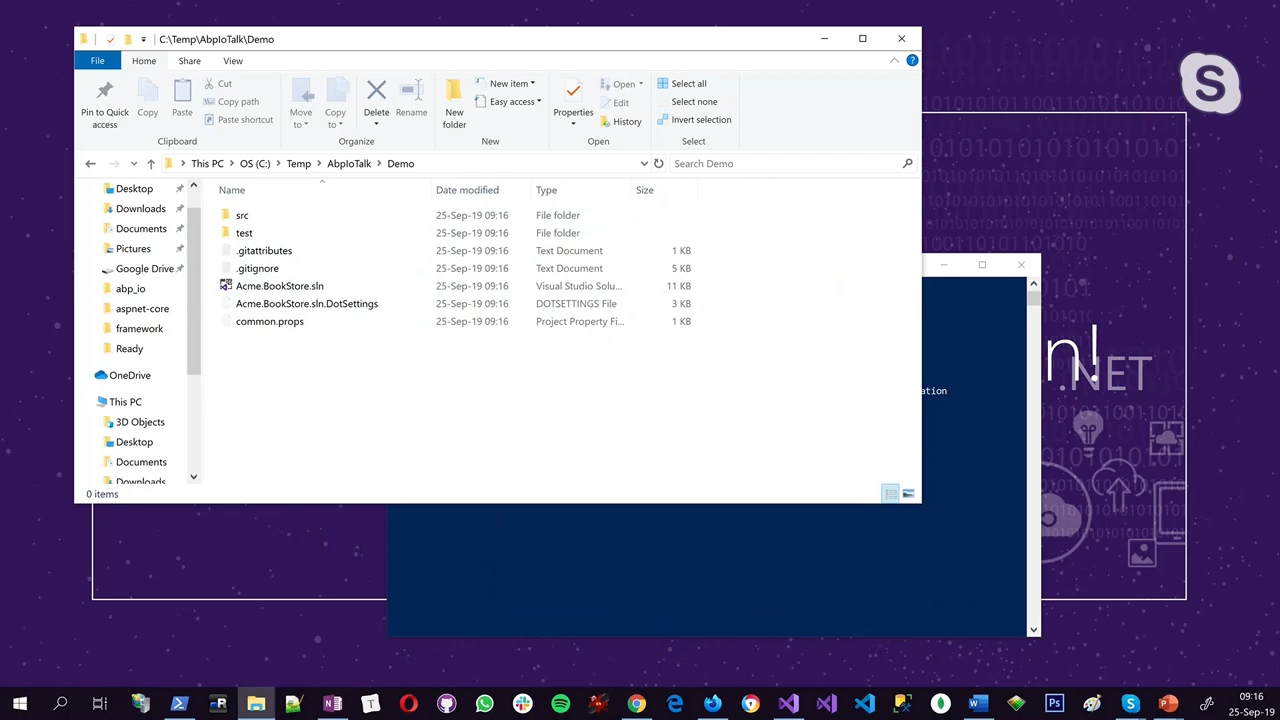 C:\Temp\AbpIoTalk\Demo
File Home Share View
Pin to Quick access
Copy
Paste
Cut
Copy path
Paste shortcut
Clipboard
Move to
Copy to
Delete
Rename
Organize
New folder
New item
Easy access
New
Properties
Open
Edit
History
Open
Select all
Select none
Invert selection
Select
This PC > OS (C:) > Temp > AbpIoTalk > Demo
Search Demo
Desktop
Downloads
Documents
Pictures
Google Drive
abp_io
aspnet-core
framework
Ready
OneDrive
This PC
3D Objects
Desktop
Documents
Downloads
Name Date modified Type Size
src 25-Sep-19 09:16 File folder
test 25-Sep-19 09:16 File folder
.gitattributes 25-Sep-19 09:16 Text Document 1 KB
.gitignore 25-Sep-19 09:16 Text Document 5 KB
Acme.BookStore.sln 25-Sep-19 09:16 Visual Studio Solu... 11 KB
Acme.BookStore.sln.DotSettings 25-Sep-19 09:16 DOTSETTINGS File 3 KB
common.props 25-Sep-19 09:16 Project Property Fi... 1 KB
0 items
ation
n!
.NET
09:16
25-Sep-19